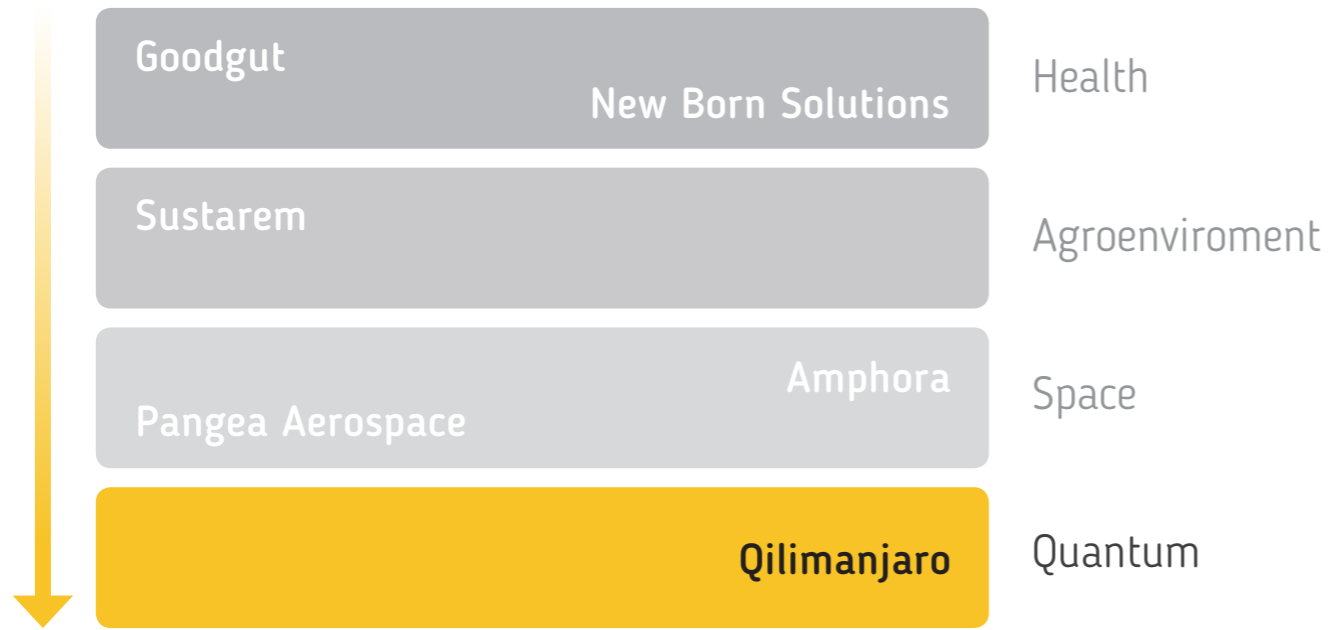 Goodgut
New Born Solutions
Health
Sustarem
Agroenviroment
Amphora
Pangea Aerospace
Space
Qilimanjaro
Quantum